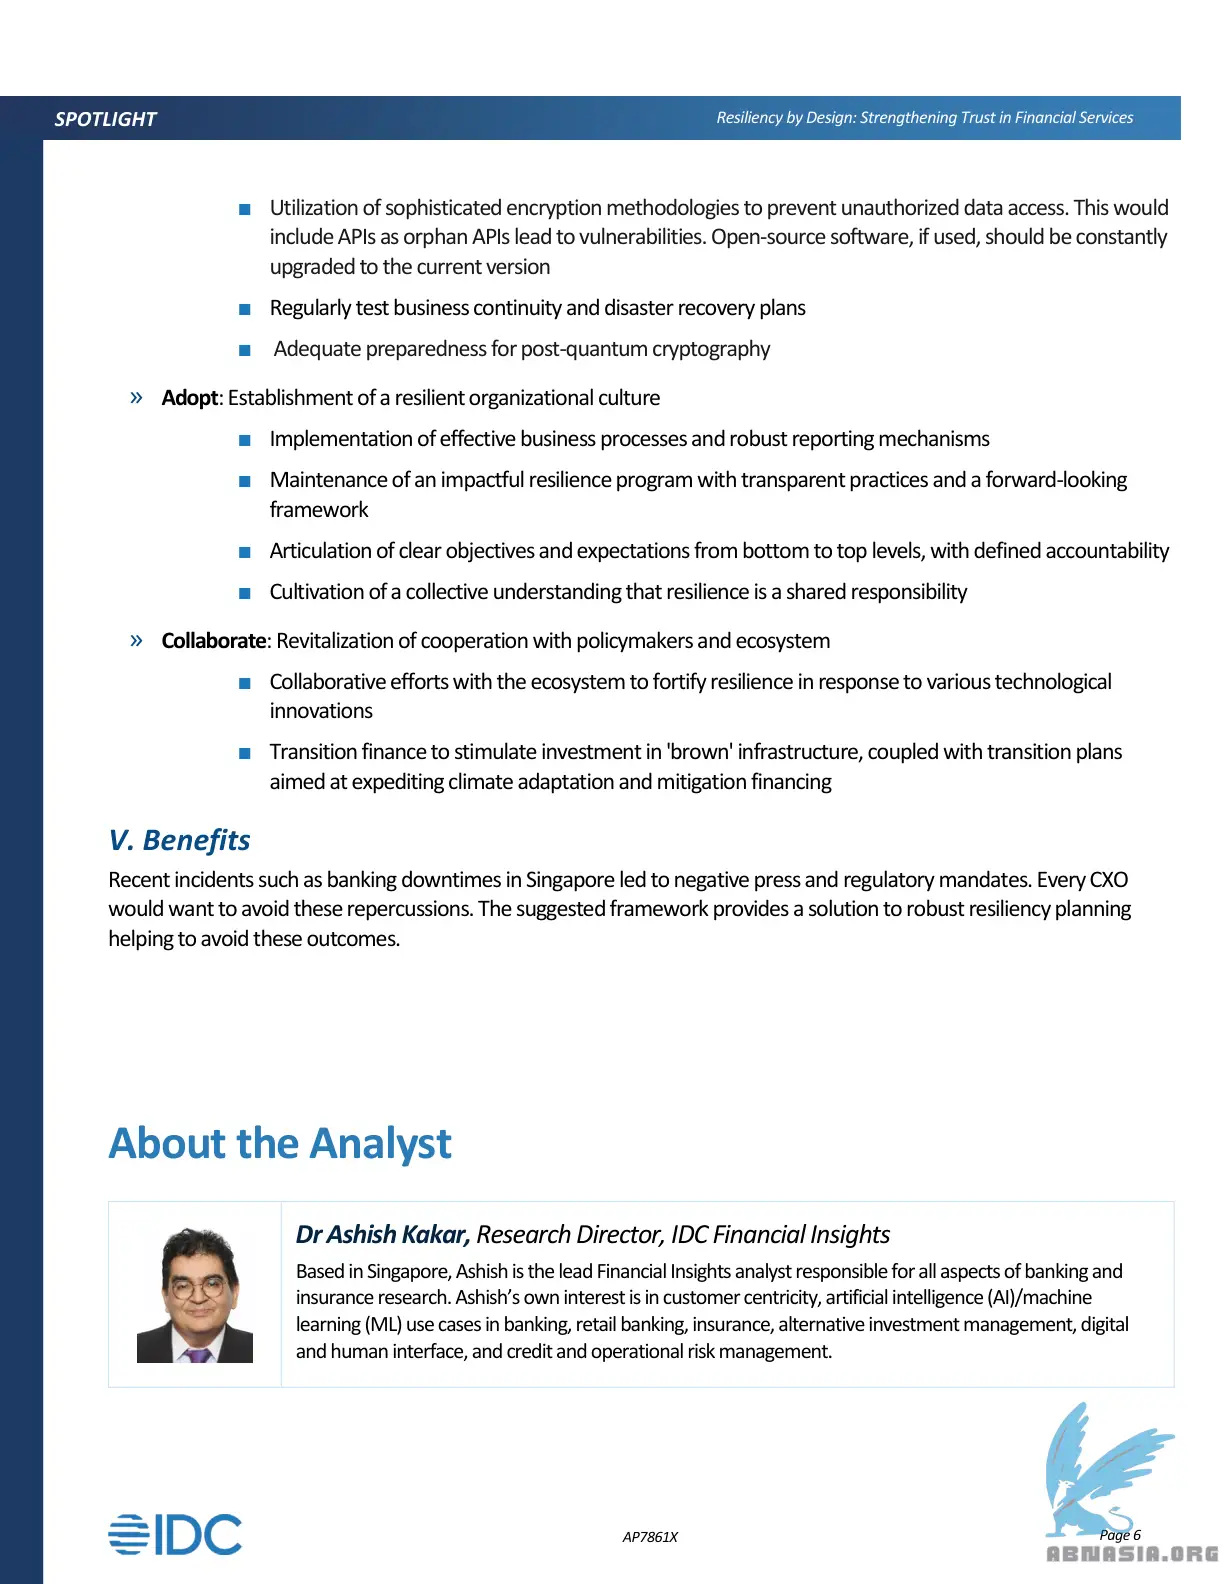 SPOTLIGHT
Resiliency by Design: Strengthening Trust in Financial Services
■ Utilization of sophisticated encryption methodologies to prevent unauthorized data access. This would
include APIs as orphan APIs lead to vulnerabilities. Open-source software, if used, should be constantly
upgraded to the current version
■ Regularly test business continuity and disaster recovery plans
■ Adequate preparedness for post-quantum cryptography
» Adopt: Establishment of a resilient organizational culture
■ Implementation of effective business processes and robust reporting mechanisms
■ Maintenance of an impactful resilience program with transparent practices and a forward-looking
framework
■ Articulation of clear objectives and expectations from bottom to top levels, with defined accountability
■ Cultivation of a collective understanding that resilience is a shared responsibility
» Collaborate: Revitalization of cooperation with policymakers and ecosystem
■ Collaborative efforts with the ecosystem to fortify resilience in response to various technological
innovations
■ Transition finance to stimulate investment in 'brown' infrastructure, coupled with transition plans
aimed at expediting climate adaptation and mitigation financing
V. Benefits
Recent incidents such as banking downtimes in Singapore led to negative press and regulatory mandates. Every CXO
would want to avoid these repercussions. The suggested framework provides a solution to robust resiliency planning
helping to avoid these outcomes.
About the Analyst
Dr Ashish Kakar, Research Director, IDC Financial Insights
Based in Singapore, Ashish is the lead Financial Insights analyst responsible for all aspects of banking and
insurance research. Ashish’s own interest is in customer centricity, artificial intelligence (AI)/machine
learning (ML) use cases in banking, retail banking, insurance, alternative investment management, digital
and human interface, and credit and operational risk management.
IDC
AP7861X
Page 6
ABNASIA.ORG